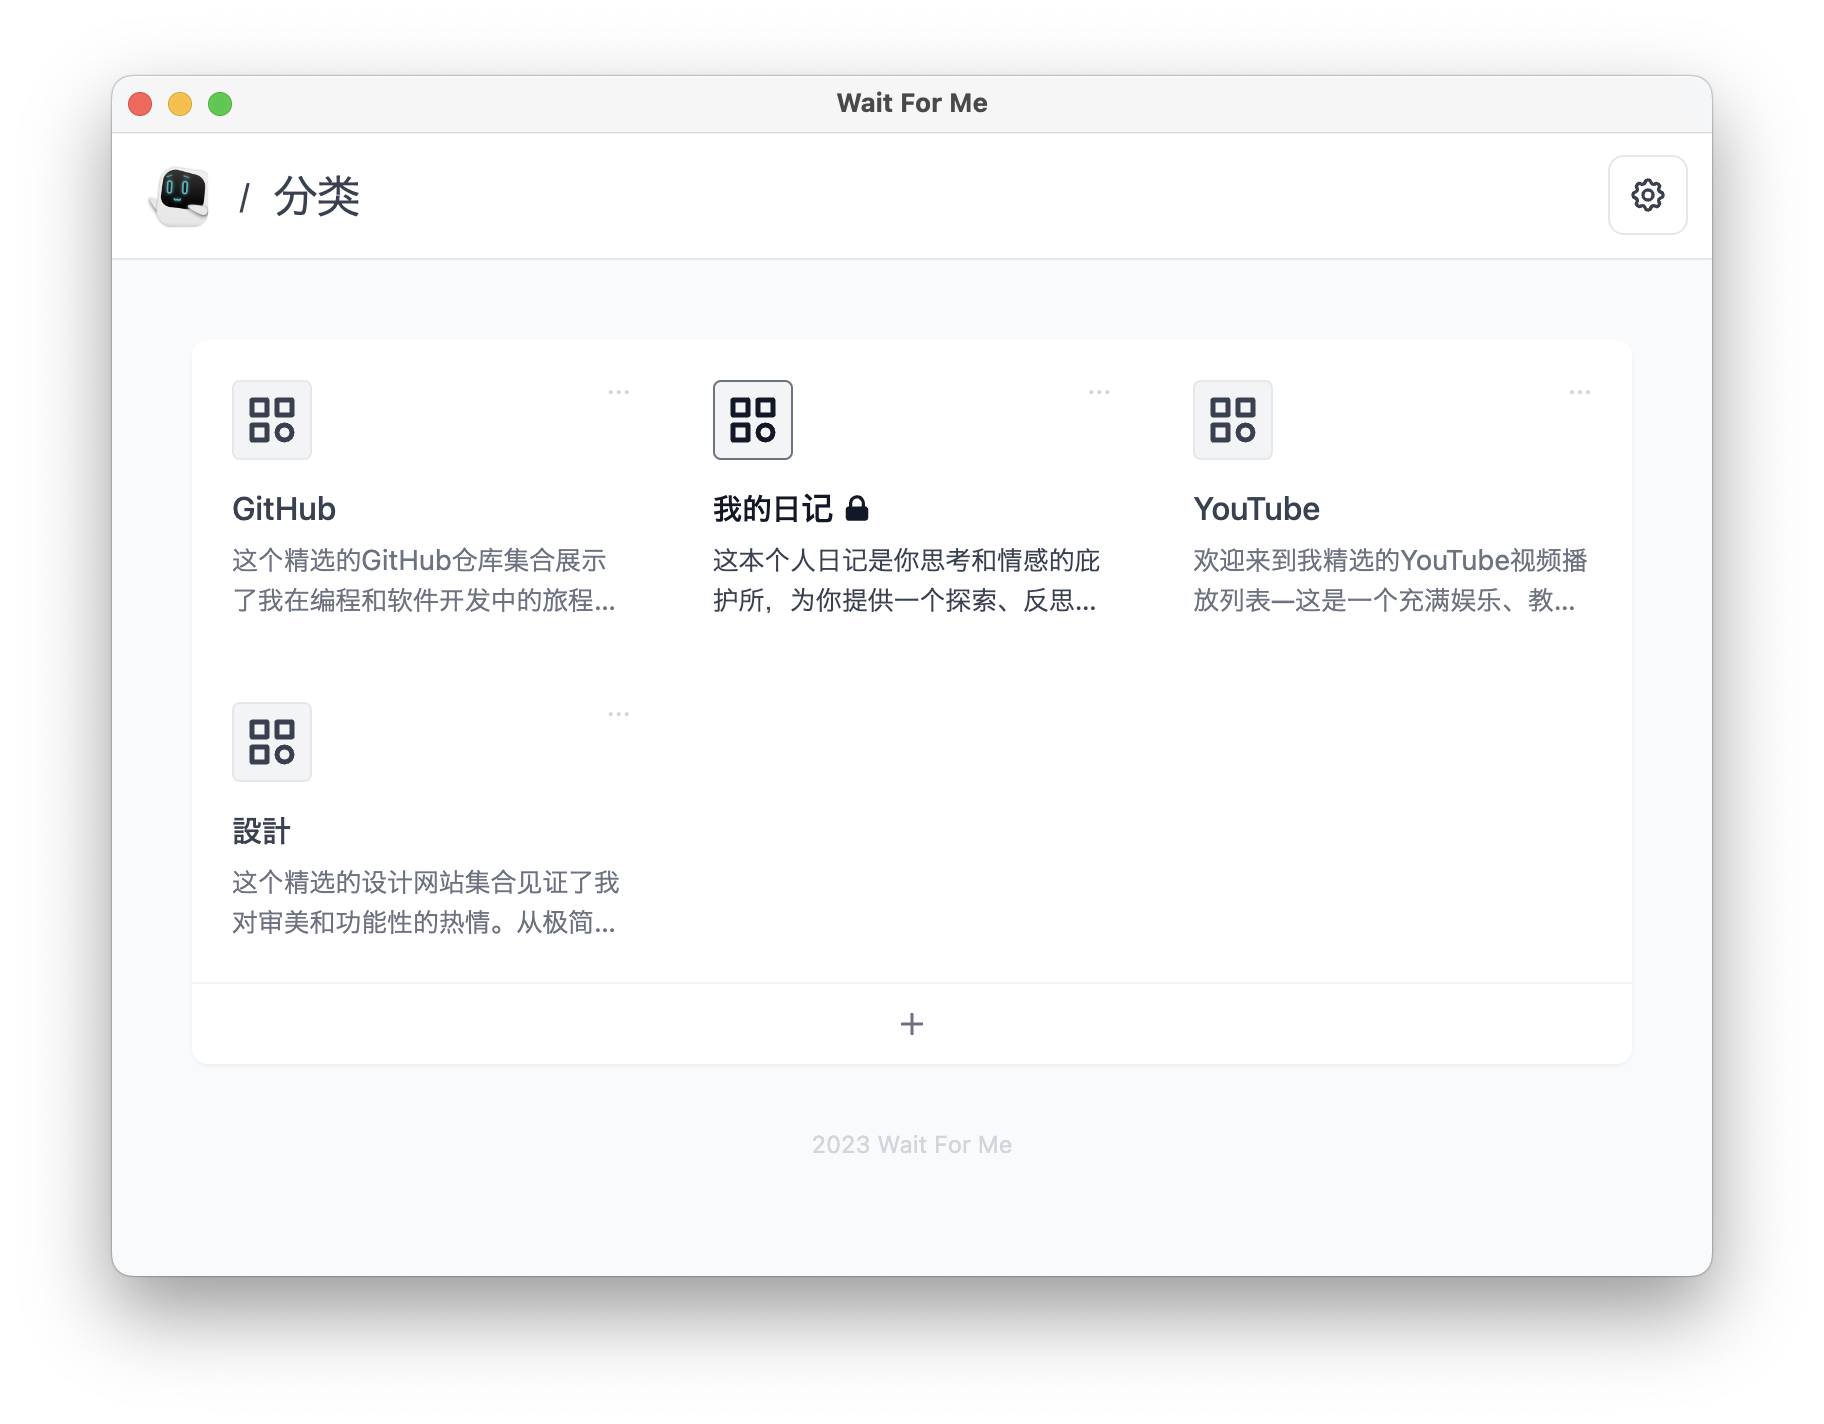 Wait For Me
/ 分类
GitHub
这个精选的GitHub仓库集合展示
了我在编程和软件开发中的旅程...
我的日记
这本个人日记是你思考和情感的庇
护所，为你提供一个探索、反思...
YouTube
欢迎来到我精选的YouTube视频播
放列表—这是一个充满娱乐、教...
設計
这个精选的设计网站集合见证了我
对审美和功能性的热情。从极简...
2023 Wait For Me